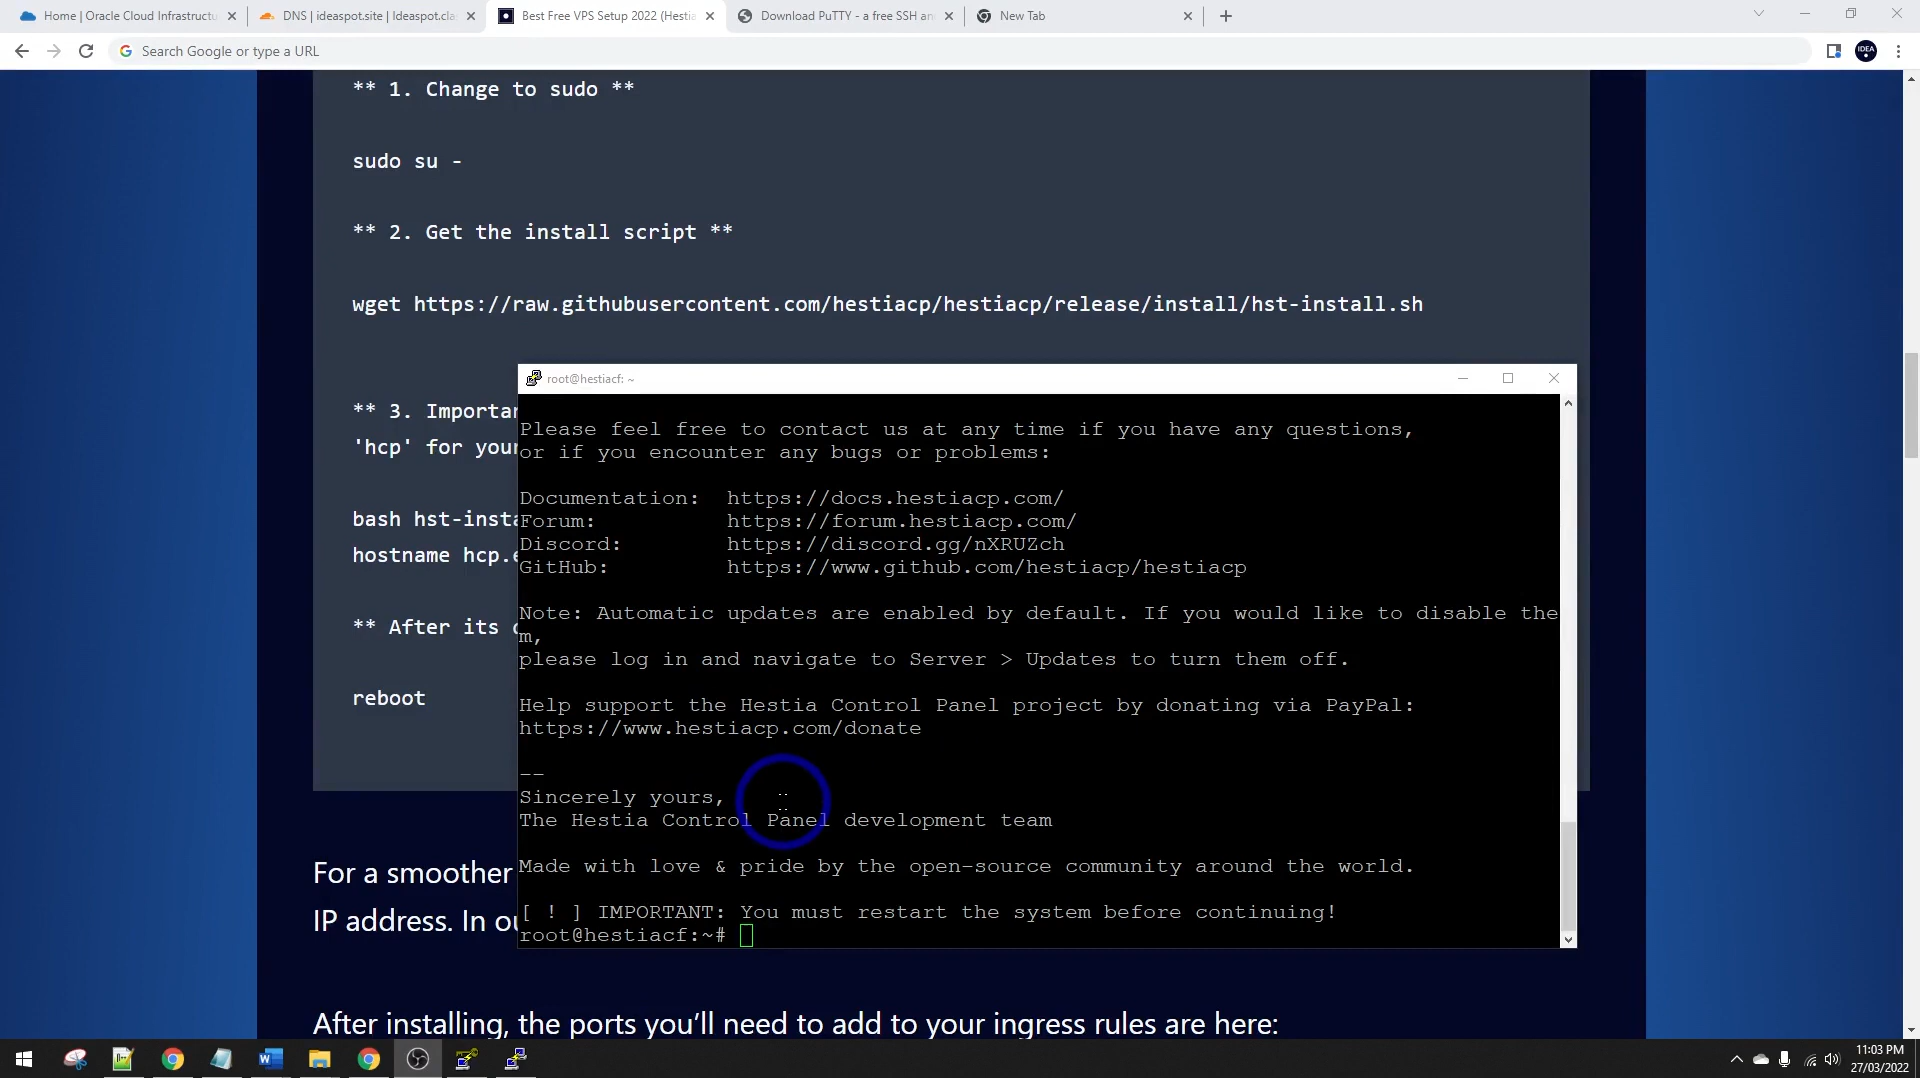 Home | Oracle Cloud Infrastructu
DNS | ideaspot.site | Ideaspot.cla
Best Free VPS Setup 2022 (Hestia
Download PuTTY - a free SSH an
New Tab
Search Google or type a URL
IDEA
** 1. Change to sudo **
sudo su -
** 2. Get the install script **
wget https://raw.githubusercontent.com/hestiacp/hestiacp/release/install/hst-install.sh
** 3. Importan
'hcp' for your
bash hst-insta
hostname hcp.e
** After its
reboot
root@hestiacf: ~
Please feel free to contact us at any time if you have any questions,
or if you encounter any bugs or problems:
Documentation: https://docs.hestiacp.com/
Forum: https://forum.hestiacp.com/
Discord: https://discord.gg/nXRUZch
GitHub: https://www.github.com/hestiacp/hestiacp
Note: Automatic updates are enabled by default. If you would like to disable the
m,
please log in and navigate to Server > Updates to turn them off.
Help support the Hestia Control Panel project by donating via PayPal:
https://www.hestiacp.com/donate
--
Sincerely yours,
The Hestia Control Panel development team
Made with love & pride by the open-source community around the world.
[ ! ] IMPORTANT: You must restart the system before continuing!
root@hestiacf:~#
For a smoother
IP address. In ou
After installing, the ports you'll need to add to your ingress rules are here:
11:03 PM
27/03/2022